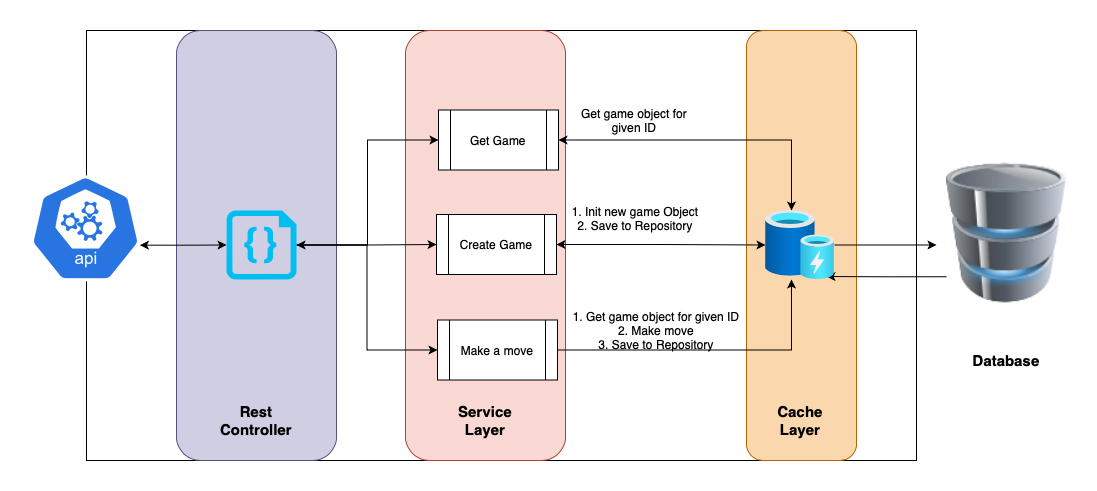 Get game object for
given ID
Get Game
1. Init new game Object
2. Save to Repository
{ }
Create Game
api
1. Get game object for given ID
2. Make move
3. Save to Repository
Make a move
Database
Rest
Controller
Service
Layer
Cache
Layer